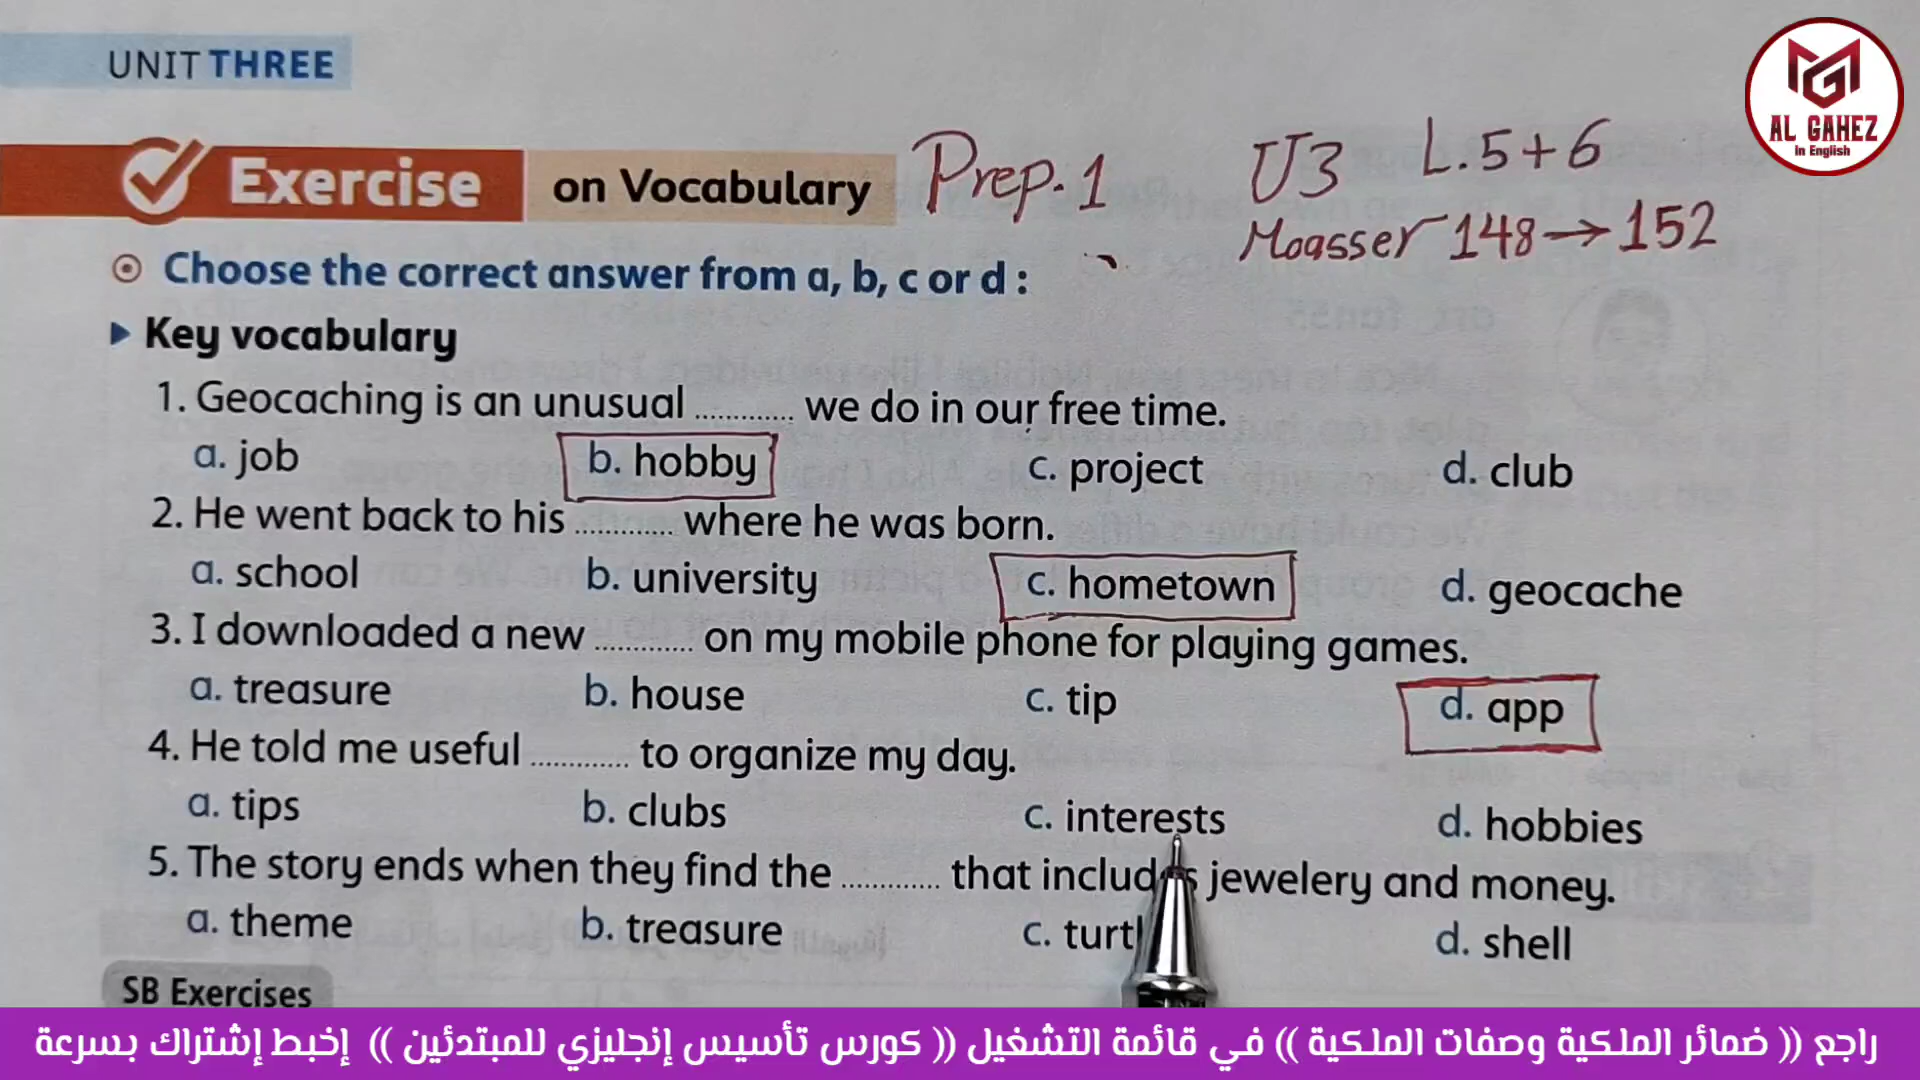 UNIT THREE
AL GAHEZ
In English
Exercise on Vocabulary Prep.1 U3 L.5+6
Moasser 148→152
Choose the correct answer from a, b, c or d :
Key vocabulary
1. Geocaching is an unusual ............ we do in our free time.
a. job b. hobby c. project d. club
2. He went back to his ............ where he was born.
a. school b. university c. hometown d. geocache
3. I downloaded a new ............ on my mobile phone for playing games.
a. treasure b. house c. tip d. app
4. He told me useful ............ to organize my day.
a. tips b. clubs c. interests d. hobbies
5. The story ends when they find the ............ that includes jewelery and money.
a. theme b. treasure c. d. shell
SB Exercises
راجع (( ضمائر الملكية وصفات الملكية )) في قائمة التشغيل (( كورس تأسيس إنجليزي للمبتدئين )) إخبط إشتراك بسرعة